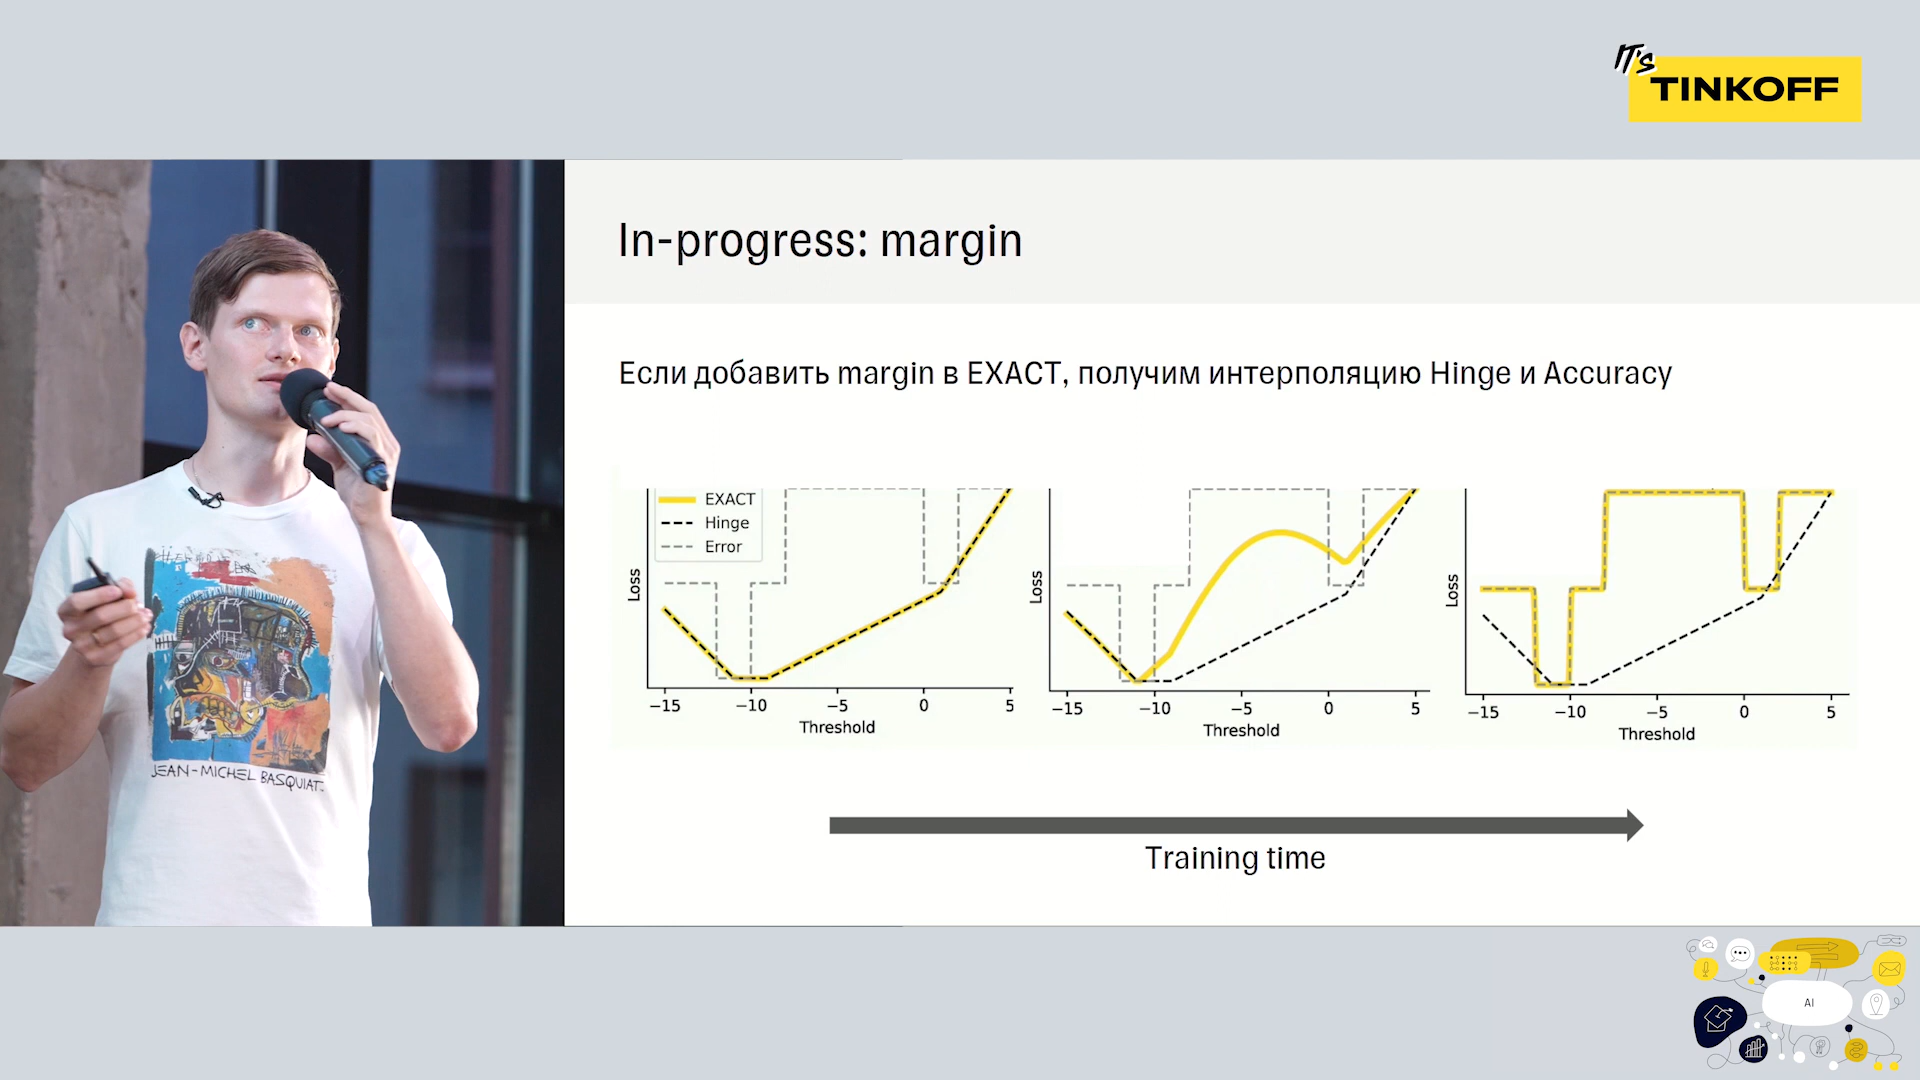 IT's
TINKOFF
In-progress: margin
Если добавить margin в EXACT, получим интерполяцию Hinge и Accuracy
EXACT
Hinge
Error
Loss
−15 −10 −5 0 5
Threshold
Loss
−15 −10 −5 0 5
Threshold
Loss
−15 −10 −5 0 5
Threshold
Training time
JEAN-MICHEL BASQUIAT
AI